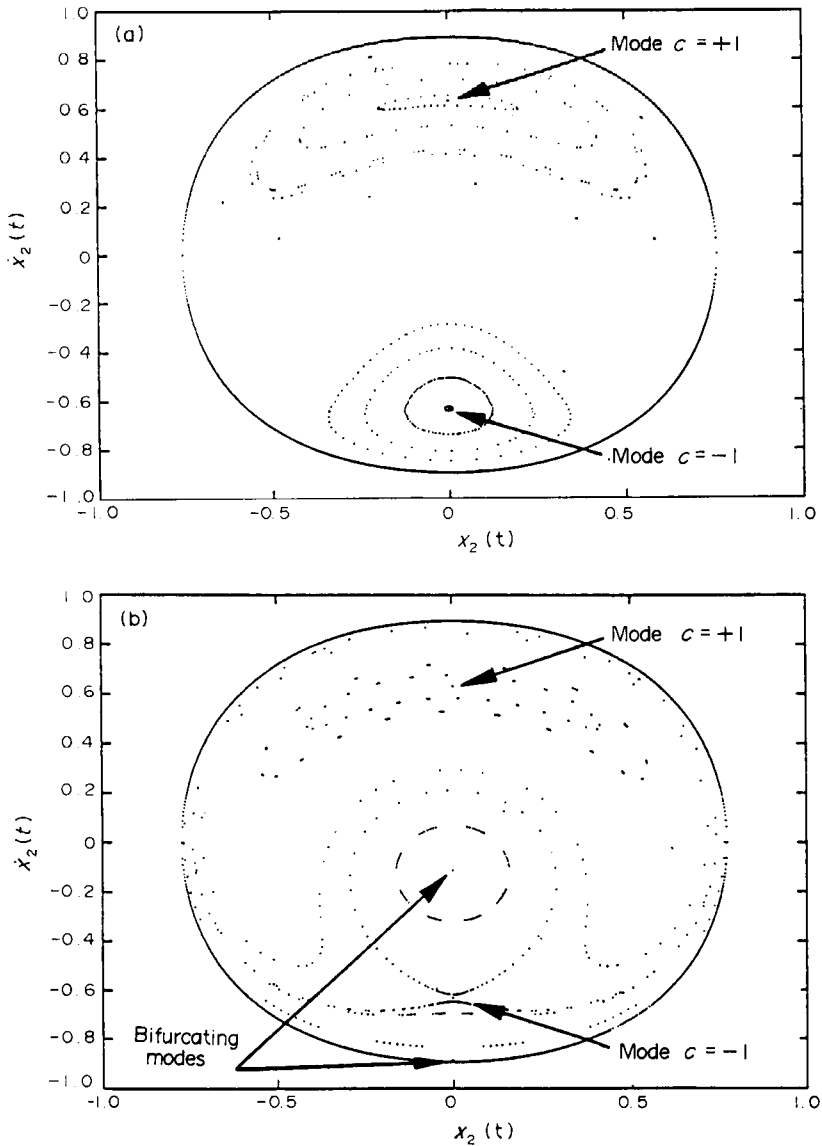 (a)
Mode c = +1
1.0
0.8
0.6
0.4
0.2
0
-0.2
-0.4
-0.6
-0.8
-1.0
ẋ₂(t)
Mode c = -1
-1.0 -0.5 0 0.5 1.0
x₂(t)
(b)
Mode c = +1
1.0
0.8
0.6
0.4
0.2
0
-0.2
-0.4
-0.6
-0.8
-1.0
ẋ₂(t)
Bifurcating
modes
Mode c = -1
-1.0 -0.5 0 0.5 1.0
x₂(t)